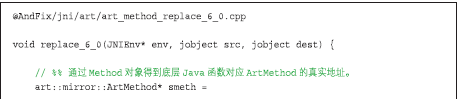 @AndFix/jni/art/art_method_replace_6_0.cpp
void replace_6_0(JNIEnv* env, jobject src, jobject dest) {
// %% 通过 Method 对象得到底层 Java 函数对应 ArtMethod 的真实地址。
art::mirror::ArtMethod* smeth =